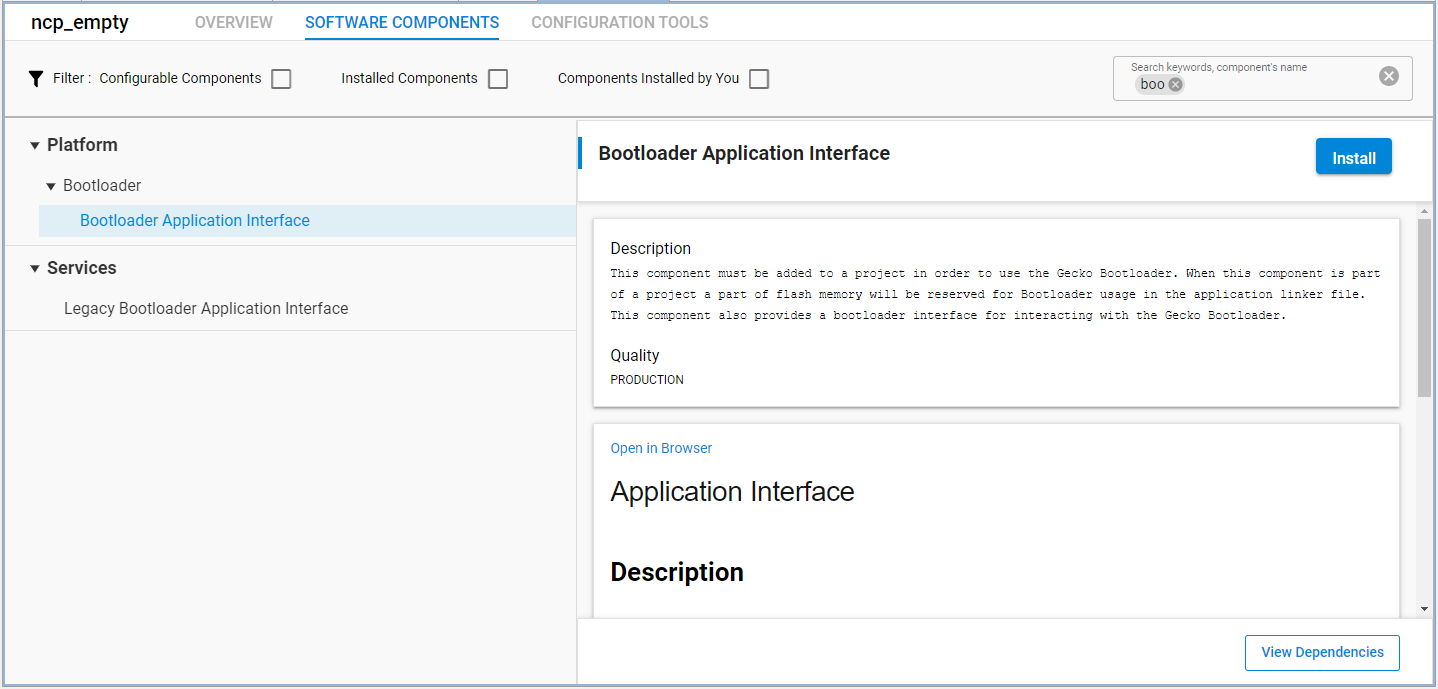 ncp_empty OVERVIEW SOFTWARE COMPONENTS CONFIGURATION TOOLS
Filter : Configurable Components Installed Components Components Installed by You
Search keywords, component's name
boo
Platform
Bootloader
Bootloader Application Interface
Services
Legacy Bootloader Application Interface
Bootloader Application Interface
Install
Description
This component must be added to a project in order to use the Gecko Bootloader. When this component is part
of a project a part of flash memory will be reserved for Bootloader usage in the application linker file.
This component also provides a bootloader interface for interacting with the Gecko Bootloader.
Quality
PRODUCTION
Open in Browser
Application Interface
Description
View Dependencies